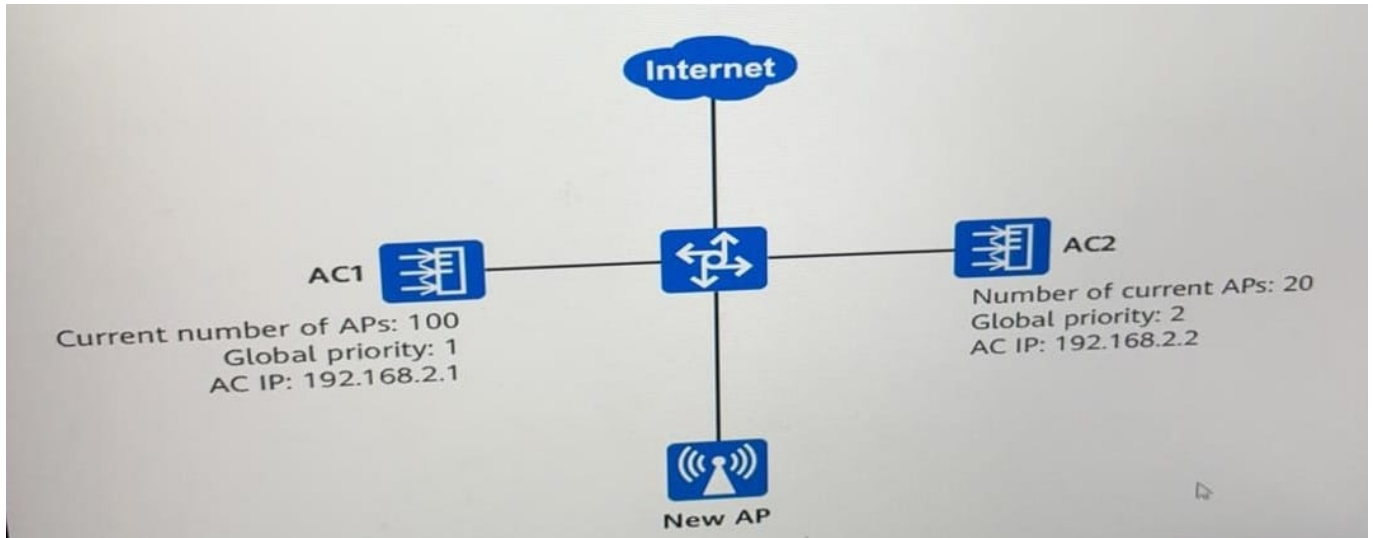 Internet
AC1
Current number of APs: 100
Global priority: 1
AC IP: 192.168.2.1
AC2
Number of current APs: 20
Global priority: 2
AC IP: 192.168.2.2
New AP